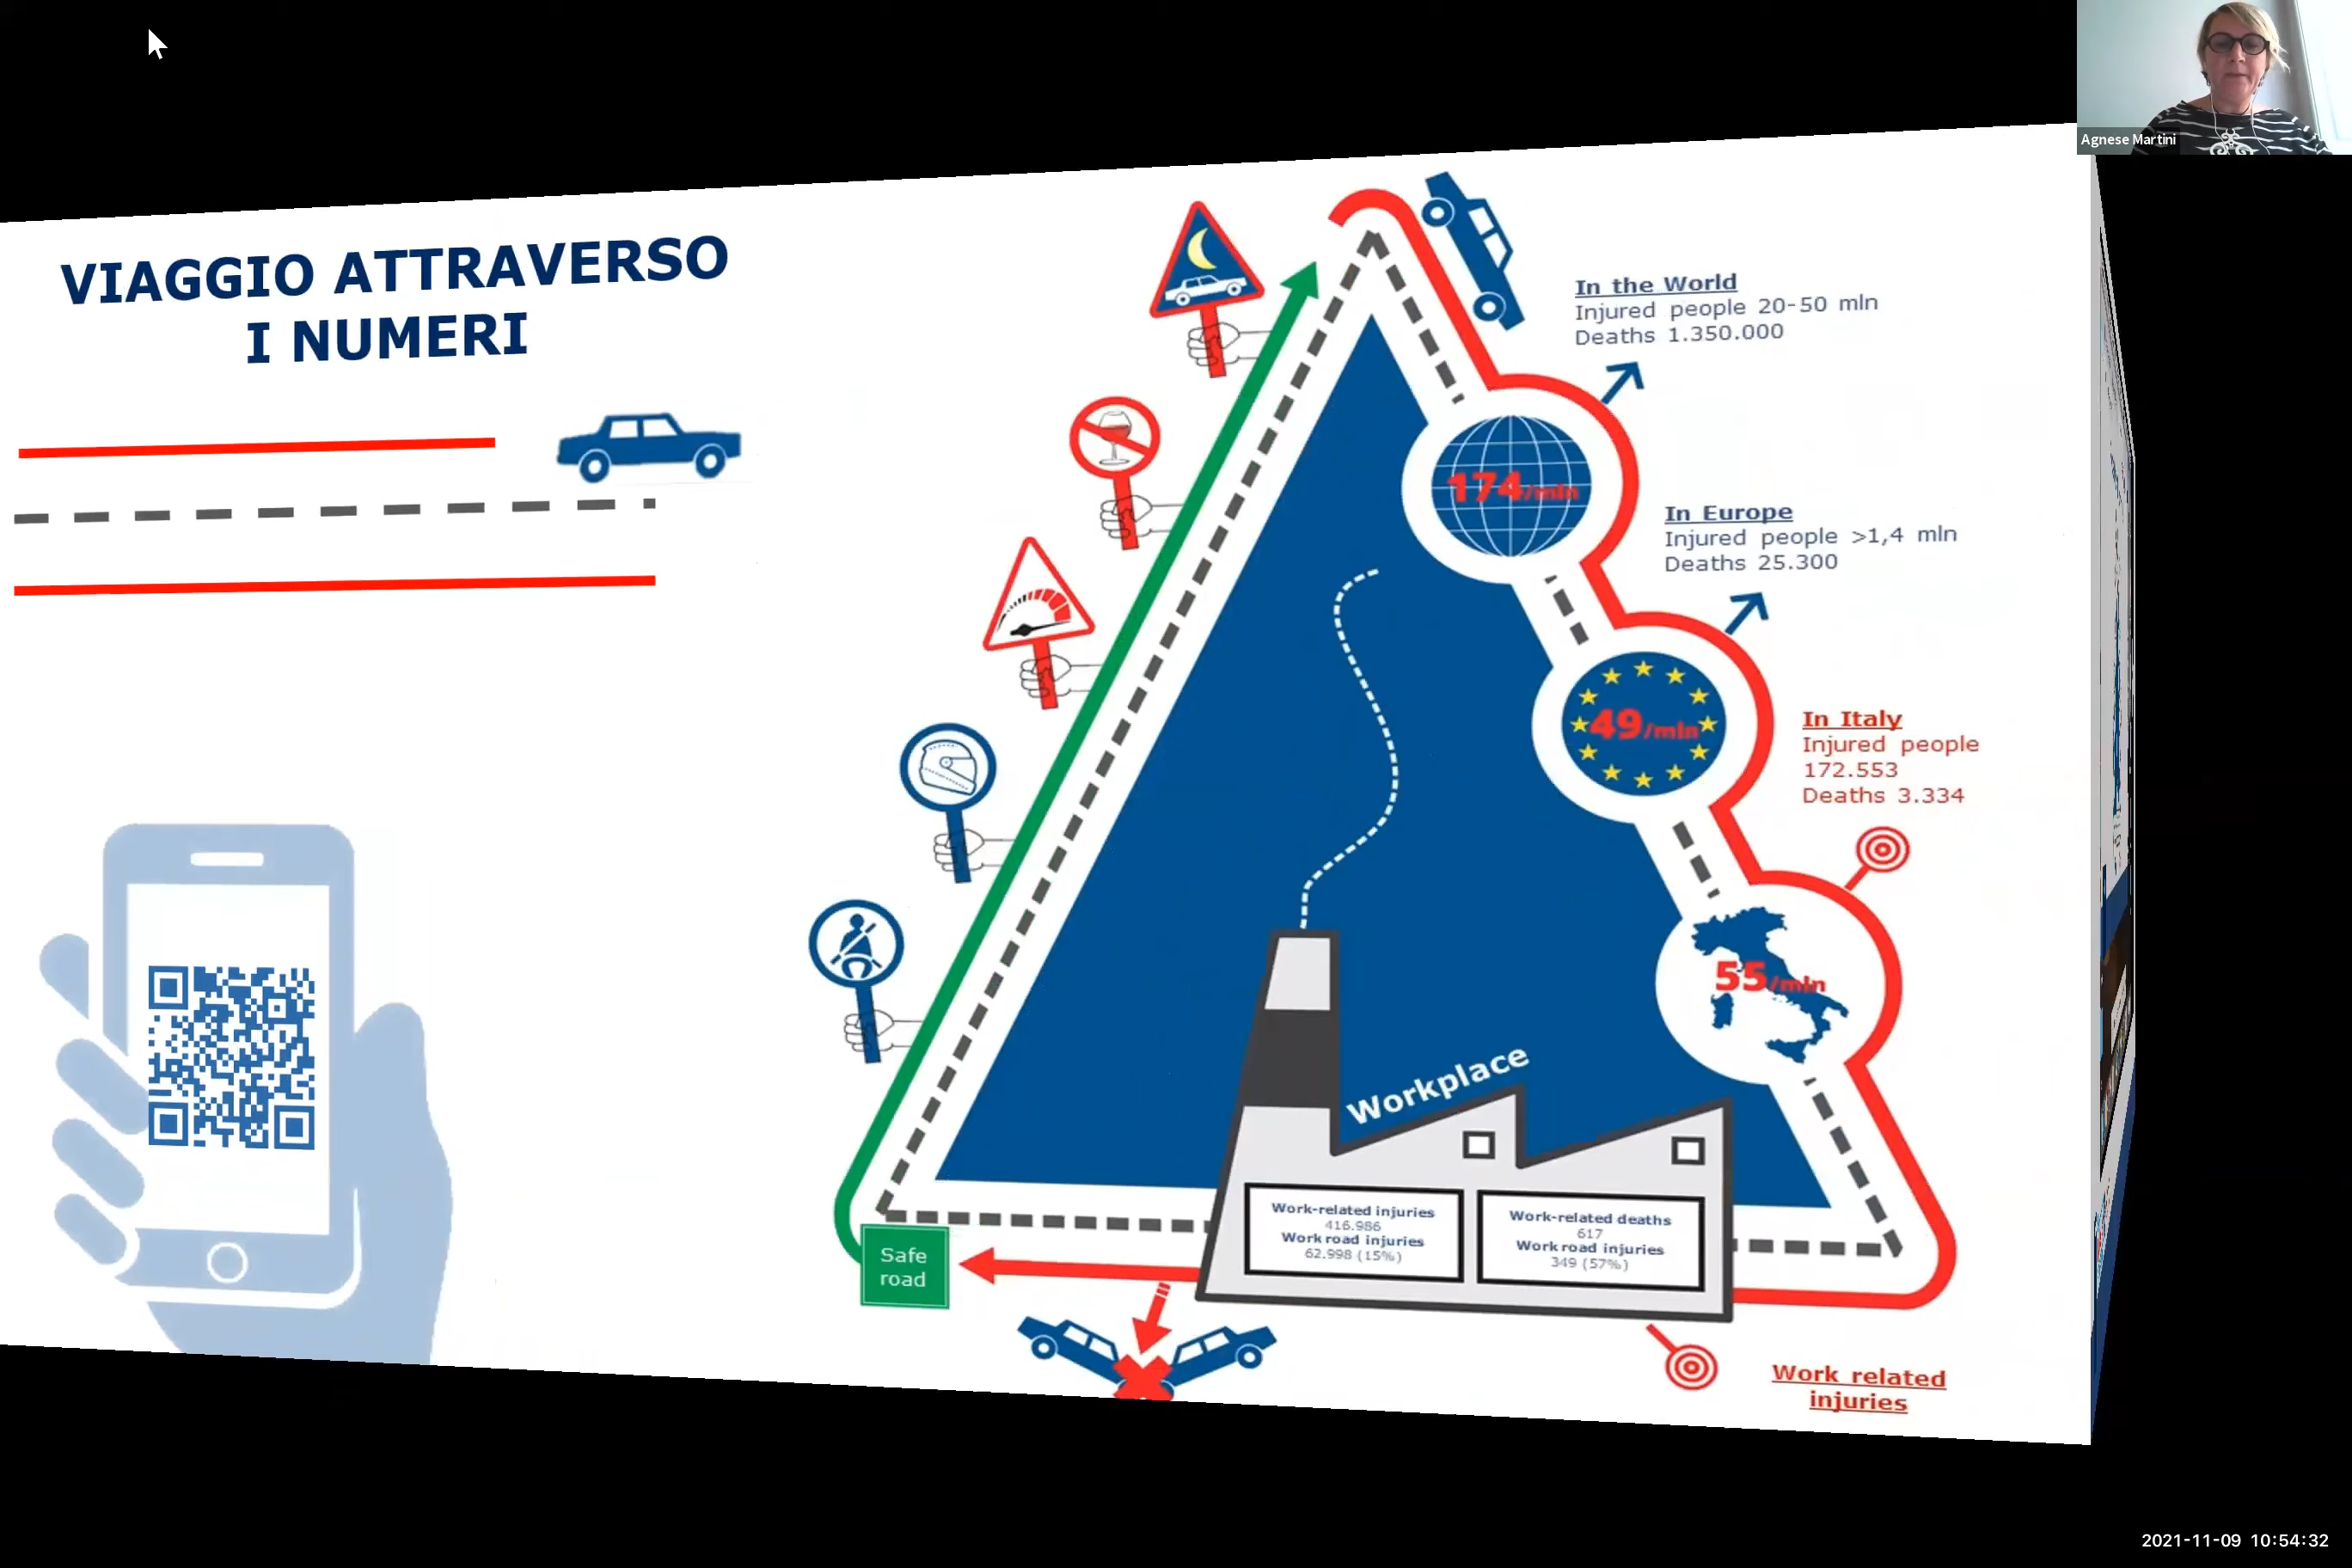 Agnese Martini
VIAGGIO ATTRAVERSO
I NUMERI
In the World
Injured people 20-50 mln
Deaths 1.350.000
174/mln
In Europe
Injured people >1,4 mln
Deaths 25.300
49/mln
In Italy
Injured people
172.553
Deaths 3.334
55/mln
Workplace
Work-related injuries
416.986
Work road injuries
62.998 (15%)
Work-related deaths
617
Work road injuries
349 (57%)
Safe
road
Work related
injuries
2021-11-09 10:54:32